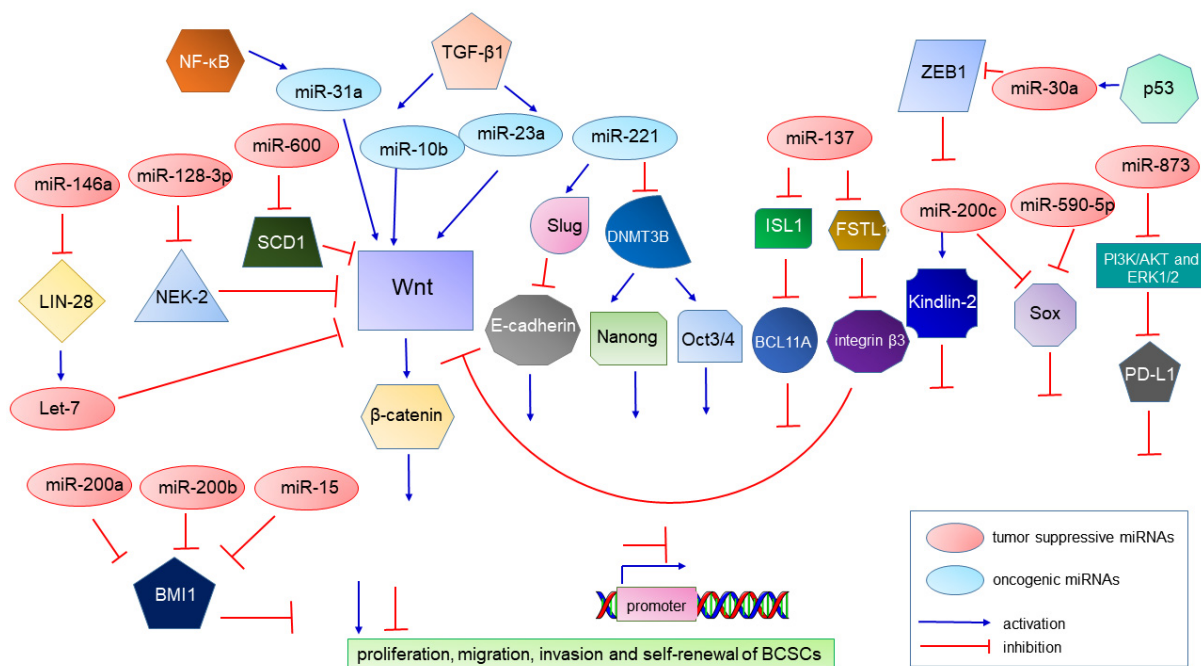 NF-κB
TGF-β1
ZEB1
miR-30a
p53
miR-31a
miR-600
miR-10b
miR-23a
miR-221
miR-137
miR-873
miR-146a
miR-128-3p
miR-200c
miR-590-5p
SCD1
Slug
DNMT3B
ISL1
FSTL1
PI3K/AKT and
ERK1/2
LIN-28
NEK-2
Wnt
E-cadherin
Nanong
Oct3/4
BCL11A
integrin β3
Kindlin-2
Sox
PD-L1
Let-7
β-catenin
miR-200a
miR-200b
miR-15
BMI1
promoter
tumor suppressive miRNAs
oncogenic miRNAs
activation
inhibition
proliferation, migration, invasion and self-renewal of BCSCs